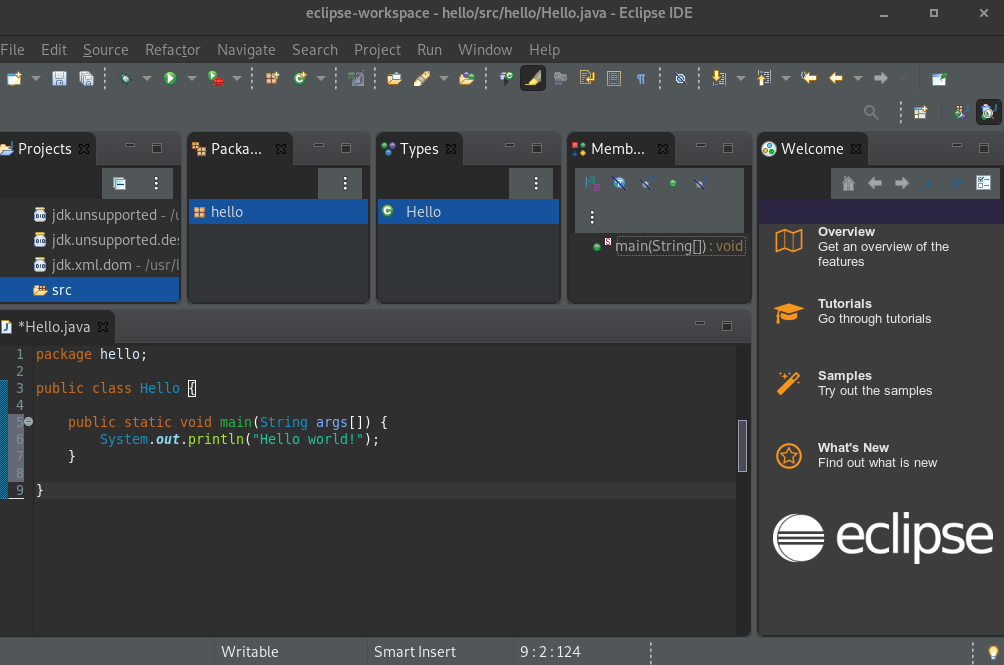 eclipse-workspace - hello/src/hello/Hello.java - Eclipse IDE
File Edit Source Refactor Navigate Search Project Run Window Help
Projects
Packa...
Types
Memb...
Welcome
jdk.unsupported - /u
jdk.unsupported.des
jdk.xml.dom - /usr/l
src
hello
Hello
main(String[]) : void
Overview
Get an overview of the
features
Tutorials
Go through tutorials
Samples
Try out the samples
What's New
Find out what is new
eclipse
*Hello.java
1 package hello;
2
3 public class Hello {
4
5 public static void main(String args[]) {
6 System.out.println("Hello world!");
7 }
8
9 }
Writable
Smart Insert
9 : 2 : 124